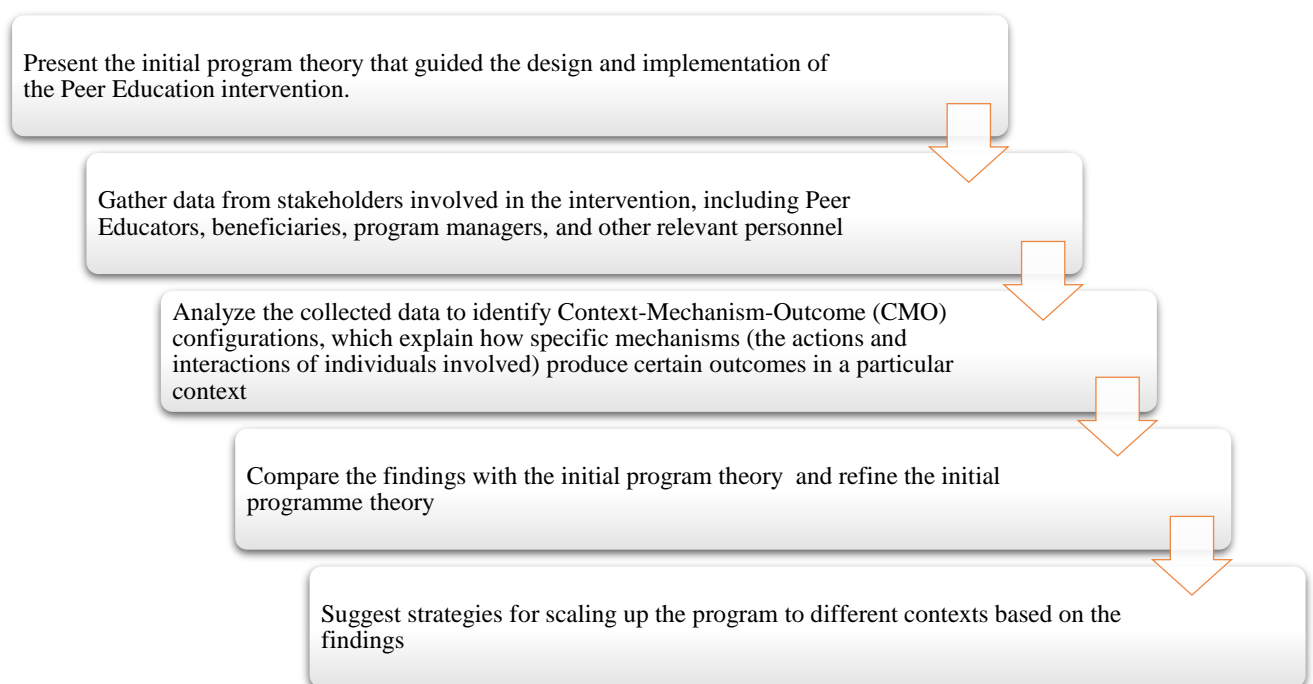 Present the initial program theory that guided the design and implementation of
the Peer Education intervention.
Gather data from stakeholders involved in the intervention, including Peer
Educators, beneficiaries, program managers, and other relevant personnel
Analyze the collected data to identify Context-Mechanism-Outcome (CMO)
configurations, which explain how specific mechanisms (the actions and
interactions of individuals involved) produce certain outcomes in a particular
context
Compare the findings with the initial program theory and refine the initial
programme theory
Suggest strategies for scaling up the program to different contexts based on the
findings